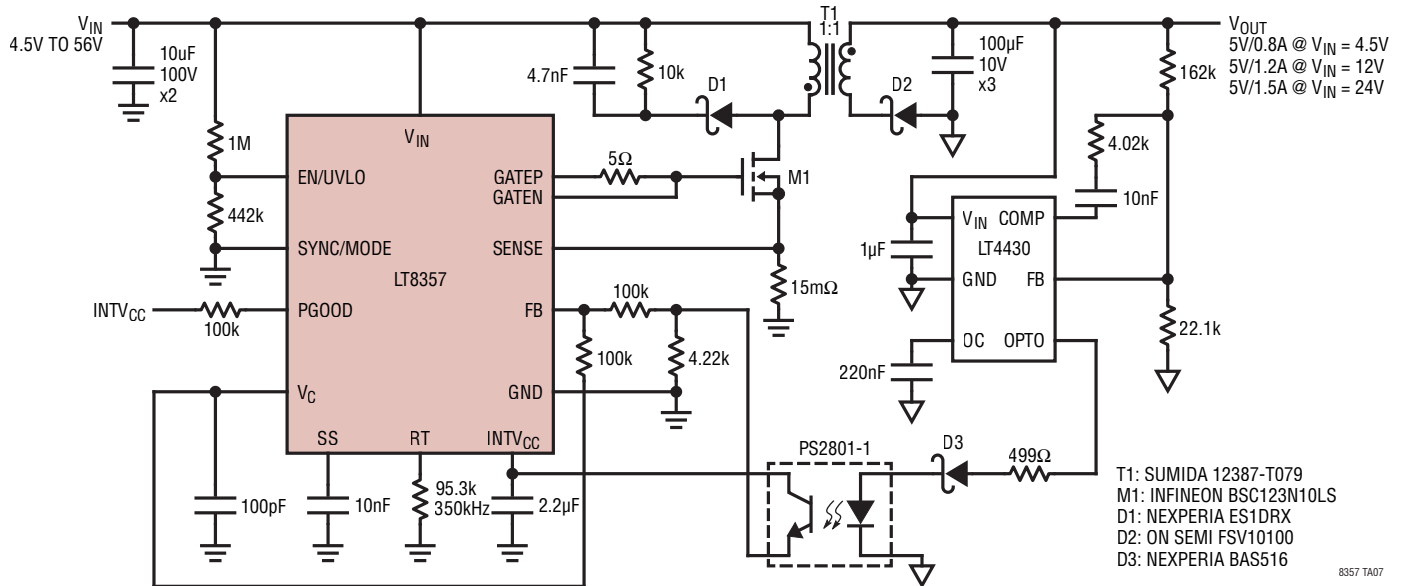 VIN
4.5V TO 56V
10uF
100V
x2
1M
442k
4.7nF
10k
D1
T1
1:1
D2
100µF
10V
x3
VOUT
5V/0.8A @ VIN = 4.5V
5V/1.2A @ VIN = 12V
5V/1.5A @ VIN = 24V
162k
4.02k
10nF
VIN
EN/UVLO
GATEP
GATEN
5Ω
M1
SYNC/MODE
SENSE
LT8357
15mΩ
INTVCC
100k
PGOOD
FB
100k
100k
4.22k
VC
GND
SS
RT
INTVCC
100pF
10nF
95.3k
350kHz
2.2µF
VIN
COMP
LT4430
1µF
GND
FB
22.1k
OC
OPTO
220nF
PS2801-1
D3
499Ω
T1: SUMIDA 12387-T079
M1: INFINEON BSC123N10LS
D1: NEXPERIA ES1DRX
D2: ON SEMI FSV10100
D3: NEXPERIA BAS516
8357 TA07